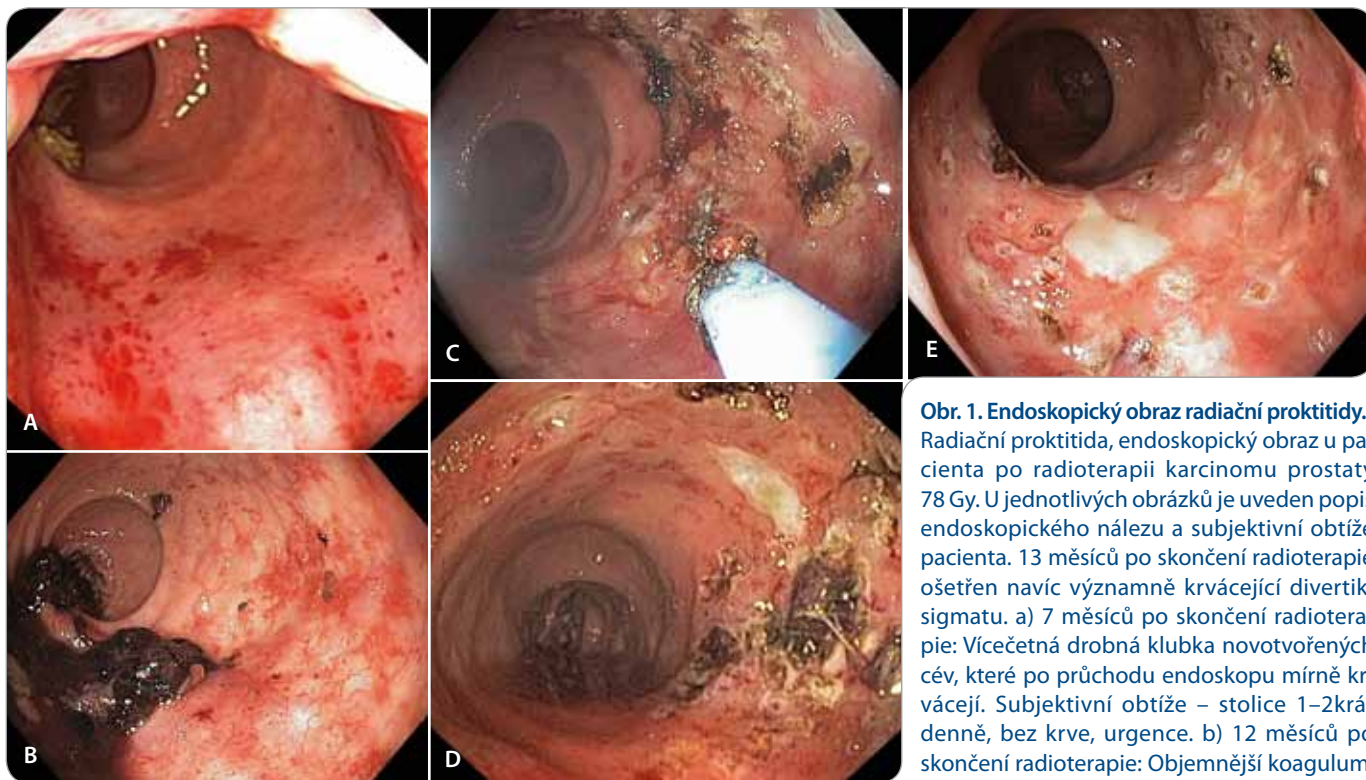 A
B
C
D
E
Obr. 1. Endoskopický obraz radiační proktitidy.
Radiační proktitida, endoskopický obraz u pa
cienta po radioterapii karcinomu prostaty
78 Gy. U jednotlivých obrázků je uveden popis
endoskopického nálezu a subjektivní obtíže
pacienta. 13 měsíců po skončení radioterapie
ošetřen navíc významně krvácející divertik
sigmatu. a) 7 měsíců po skončení radiotera
pie: Vícečetná drobná klubka novotvořených
cév, které po průchodu endoskopu mírně kr
vácejí. Subjektivní obtíže – stolice 1–2krá
denně, bez krve, urgence. b) 12 měsíců po
skončení radioterapie: Objemnější koagulum